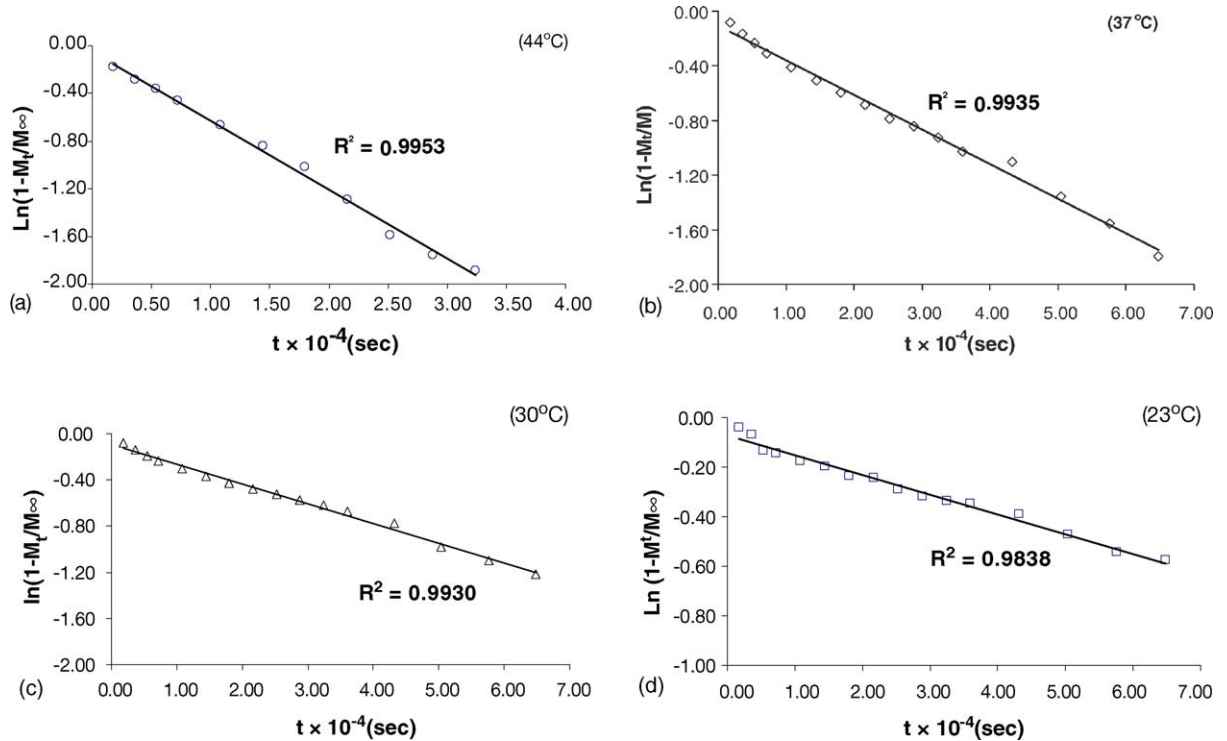 (44°C)
0.00
-0.40
-0.80
-1.20
-1.60
-2.00
Ln(1-Mt/M∞)
R² = 0.9953
0.00 0.50 1.00 1.50 2.00 2.50 3.00 3.50 4.00
(a)
t × 10⁻⁴(sec)
(37°C)
0.00
-0.40
-0.80
-1.20
-1.60
-2.00
Ln(1-Mt/M)
R² = 0.9935
0.00 1.00 2.00 3.00 4.00 5.00 6.00 7.00
(b)
t × 10⁻⁴(sec)
(30°C)
0.00
-0.40
-0.80
-1.20
-1.60
-2.00
ln(1-Mt/M∞)
R² = 0.9930
0.00 1.00 2.00 3.00 4.00 5.00 6.00 7.00
(c)
t × 10⁻⁴(sec)
(23°C)
0.00
-0.20
-0.40
-0.60
-0.80
-1.00
Ln (1-Mᵗ/M∞)
R² = 0.9838
0.00 1.00 2.00 3.00 4.00 5.00 6.00 7.00
(d)
t × 10⁻⁴(sec)